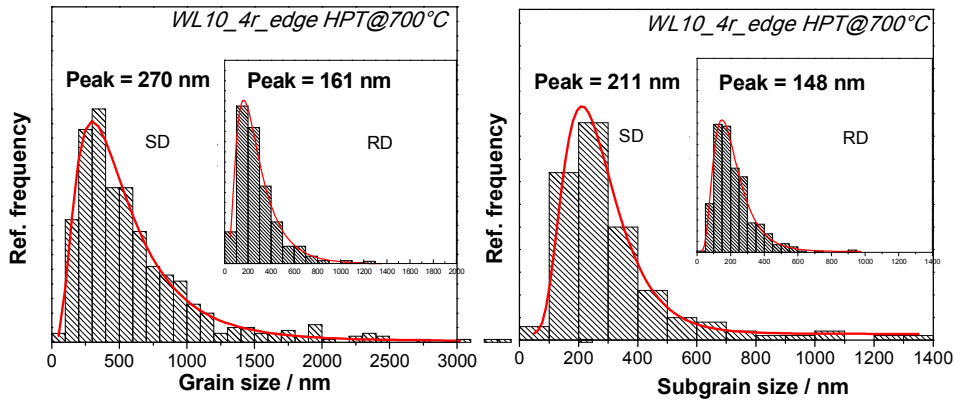 WL10_4r_edge HPT@700°C
Peak = 270 nm
Peak = 161 nm
SD
RD
Ref. frequency
0 200 400 600 800 1000 1200 1400 1600 1800 2000
0 500 1000 1500 2000 2500 3000
Grain size / nm
WL10_4r_edge HPT@700°C
Peak = 211 nm
Peak = 148 nm
SD
RD
Ref. frequency
0 200 400 600 800 1000 1200 1400
0 200 400 600 800 1000 1200 1400
Subgrain size / nm